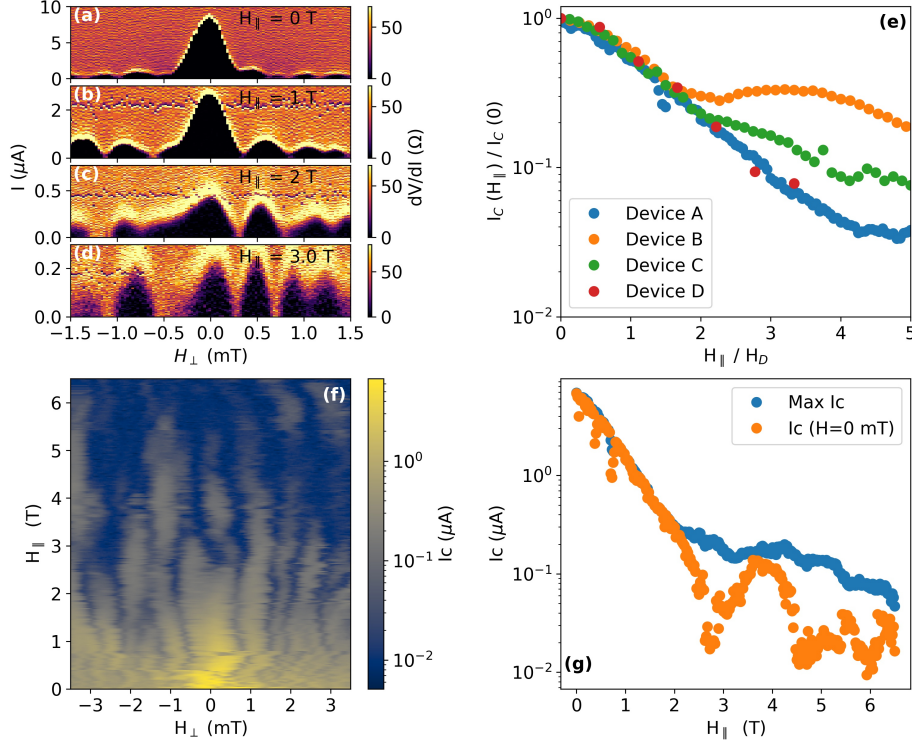 (a)
H∥ = 0 T
10
5
0
50
0
(b)
H∥ = 1 T
2
0
50
0
(c)
H∥ = 2 T
0.5
0.0
50
0
(d)
H∥ = 3.0 T
0.2
0.0
50
0
I (μA)
dV/dI (Ω)
−1.5 −1.0 −0.5 0.0 0.5 1.0 1.5
H⊥ (mT)
(e)
10⁰
10⁻¹
10⁻²
I_C (H∥) / I_C (0)
Device A
Device B
Device C
Device D
0 1 2 3 4 5
H∥ / H_D
(f)
6
5
4
3
2
1
0
H∥ (T)
−3 −2 −1 0 1 2 3
H⊥ (mT)
10⁰
10⁻¹
10⁻²
Ic (μA)
Max Ic
Ic (H=0 mT)
10⁰
10⁻¹
10⁻²
Ic (μA)
(g)
0 1 2 3 4 5 6
H∥ (T)